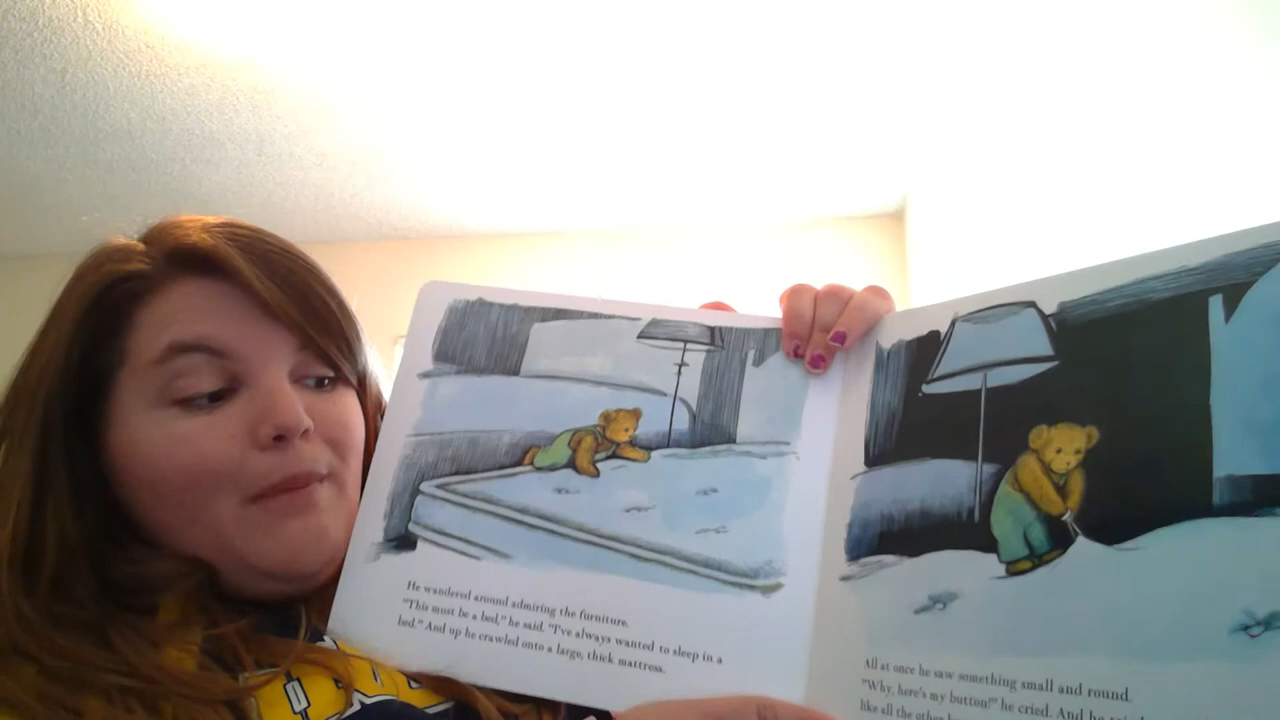 He wandered around admiring the furniture.
"This must be a bed," he said. "I've always wanted to sleep in a
bed." And up he crawled onto a large, thick mattress.
All at once he saw something small and round.
"Why, here's my button!" he cried. And he
like all the other